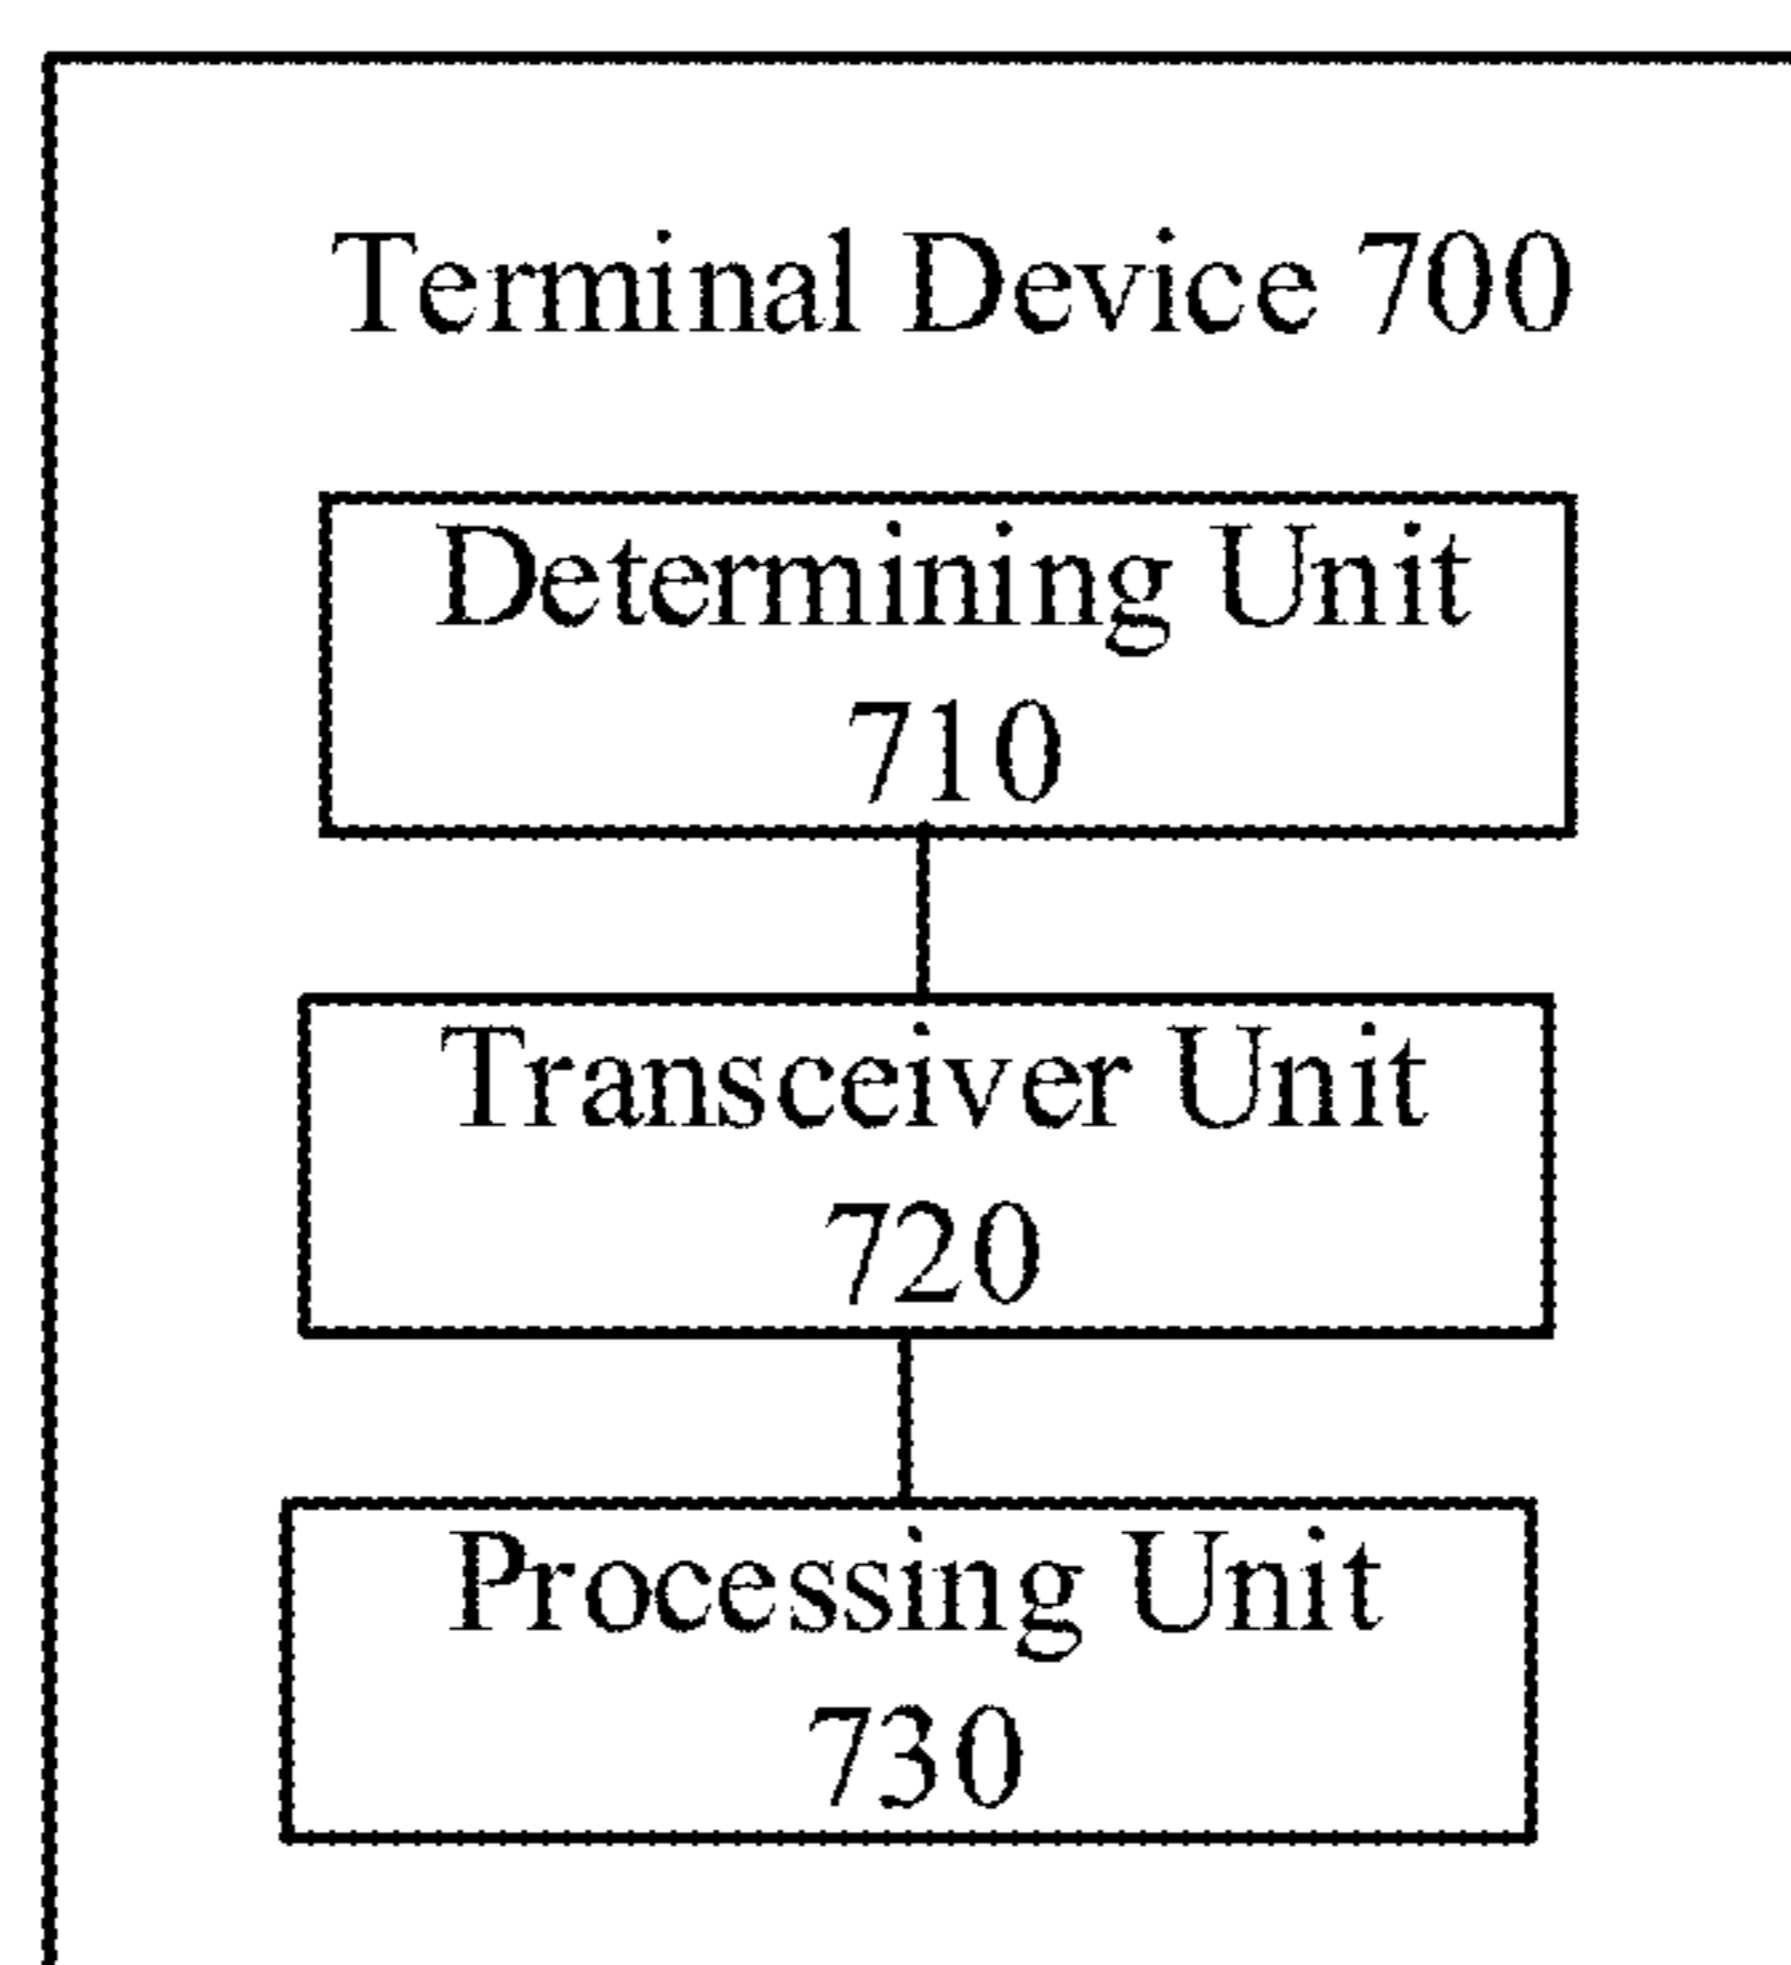 Terminal Device 700
Determining Unit
710
Transceiver Unit
720
Processing Unit
730